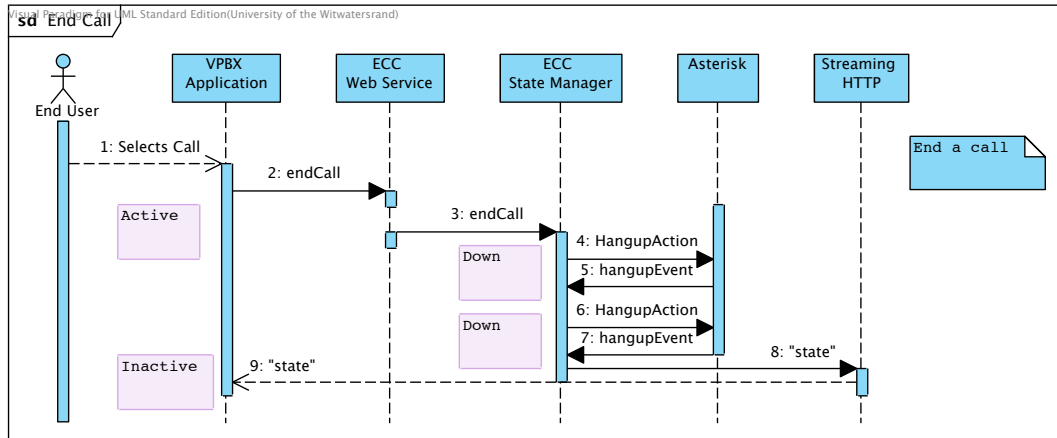 Visual Paradigm for UML Standard Edition(University of the Witwatersrand)
sd End Call
End User
VPBX
Application
ECC
Web Service
ECC
State Manager
Asterisk
Streaming
HTTP
End a call
1: Selects Call
2: endCall
Active
3: endCall
4: HangupAction
Down
5: hangupEvent
6: HangupAction
Down
7: hangupEvent
8: "state"
Inactive
9: "state"